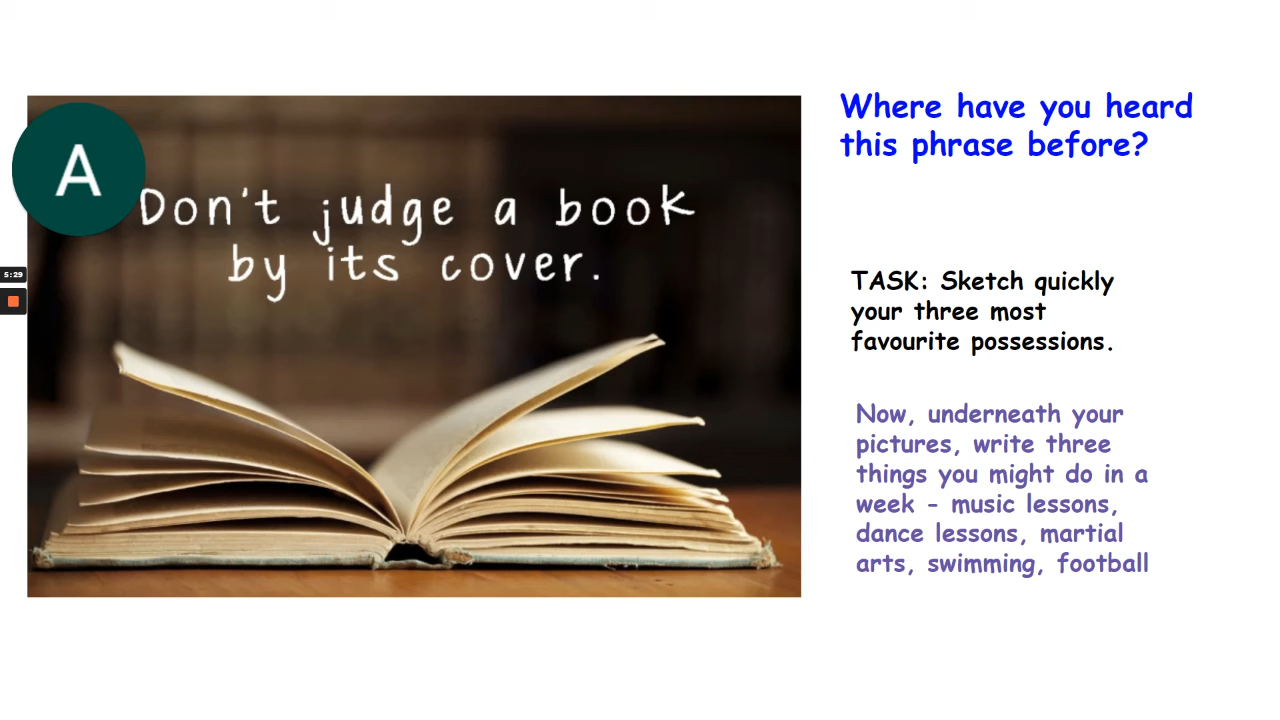 A
Don't judge a book
by its cover.
5:29
Where have you heard
this phrase before?
TASK: Sketch quickly
your three most
favourite possessions.
Now, underneath your
pictures, write three
things you might do in a
week - music lessons,
dance lessons, martial
arts, swimming, football